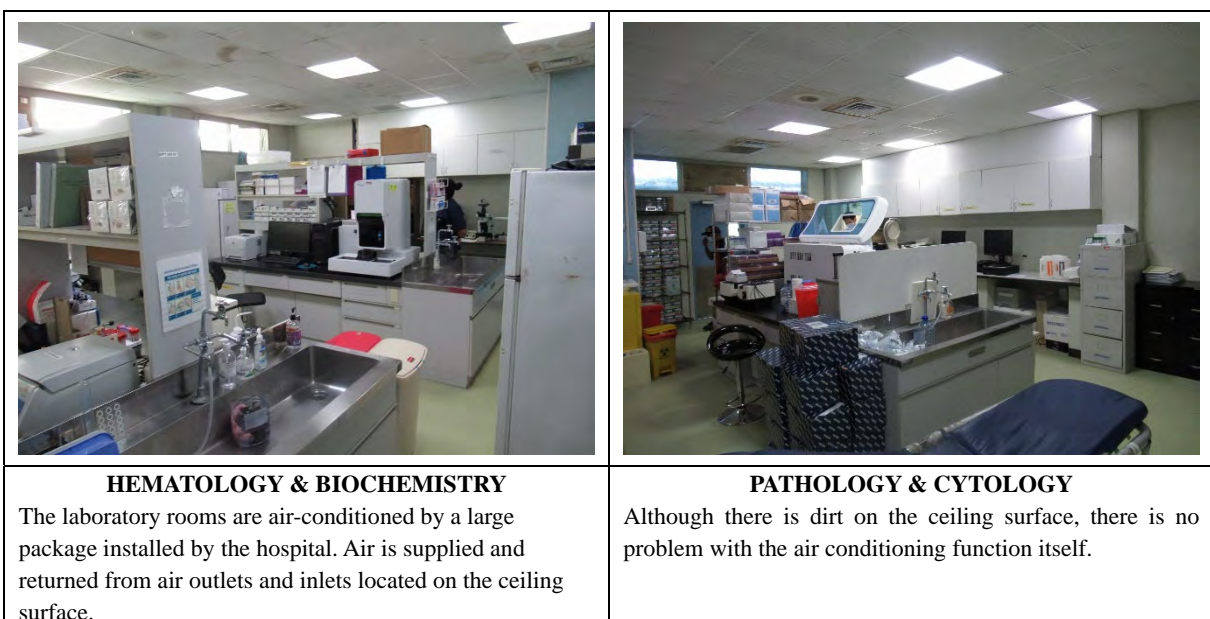 HEMATOLOGY & BIOCHEMISTRY
The laboratory rooms are air-conditioned by a large
package installed by the hospital. Air is supplied and
returned from air outlets and inlets located on the ceiling
surface.
PATHOLOGY & CYTOLOGY
Although there is dirt on the ceiling surface, there is no
problem with the air conditioning function itself.